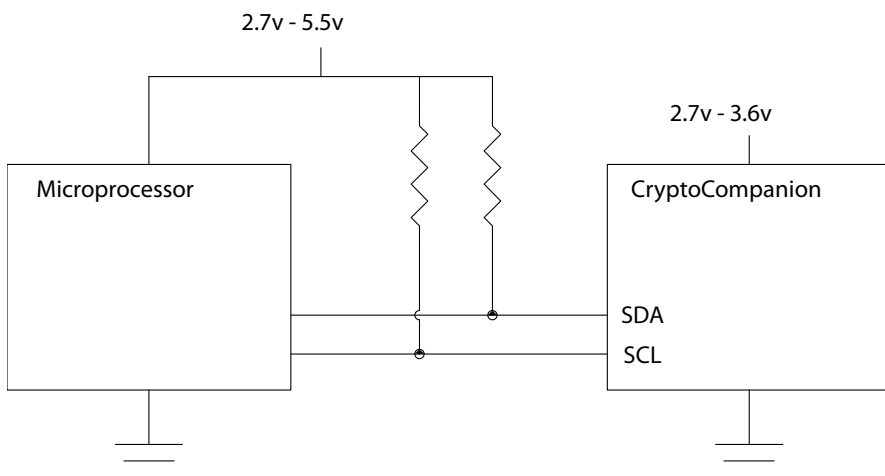 2.7v - 5.5v
2.7v - 3.6v
Microprocessor
CryptoCompanion
SDA
SCL